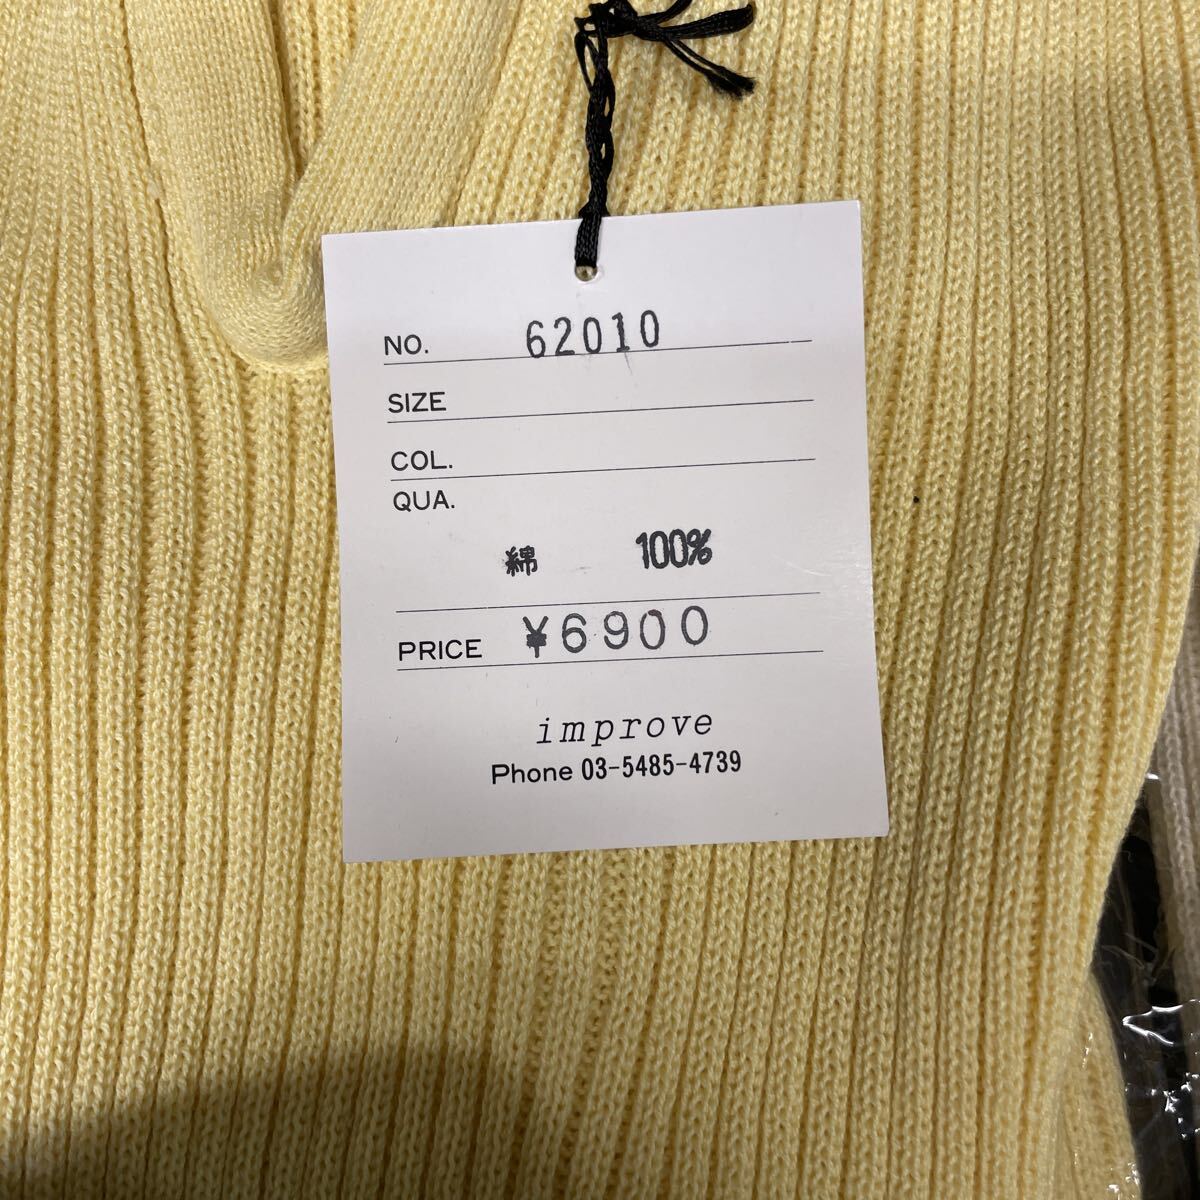 NO. 62010
SIZE
COL.
QUA.
綿 100%
PRICE ¥6900
improve
Phone 03-5485-4739